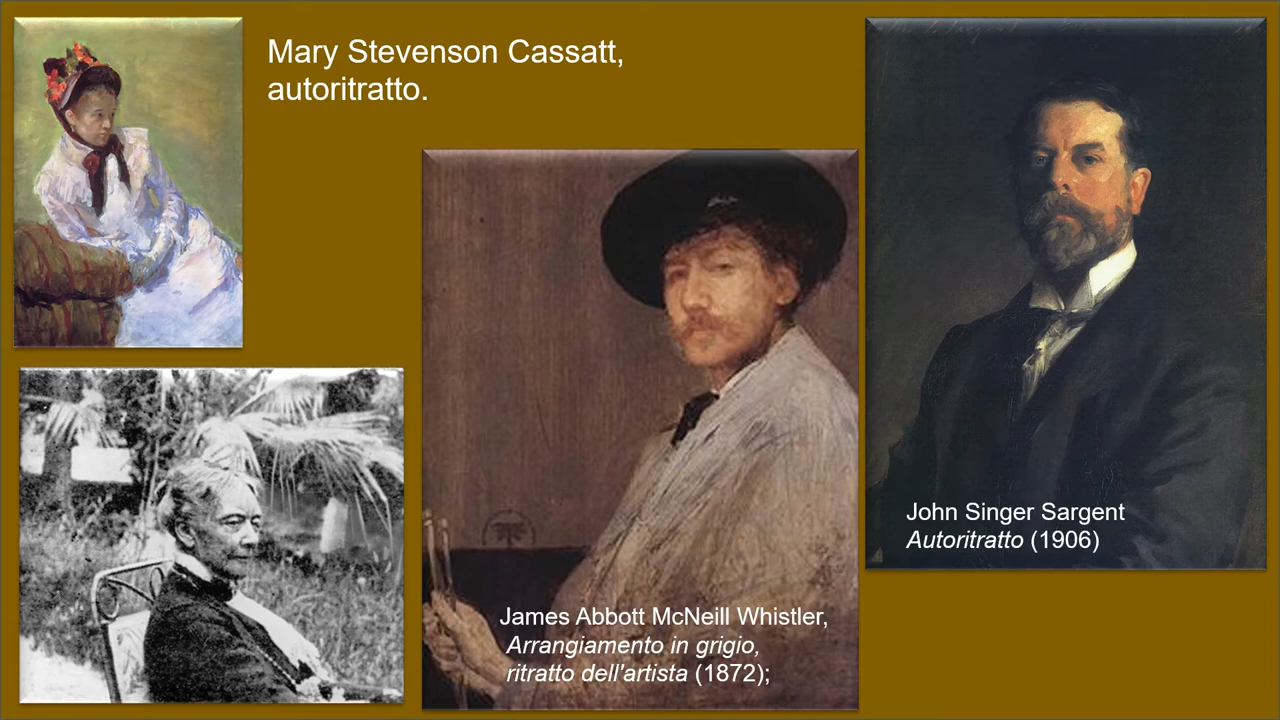 Mary Stevenson Cassatt,
autoritratto.
James Abbott McNeill Whistler,
Arrangiamento in grigio,
ritratto dell'artista (1872);
John Singer Sargent
Autoritratto (1906)